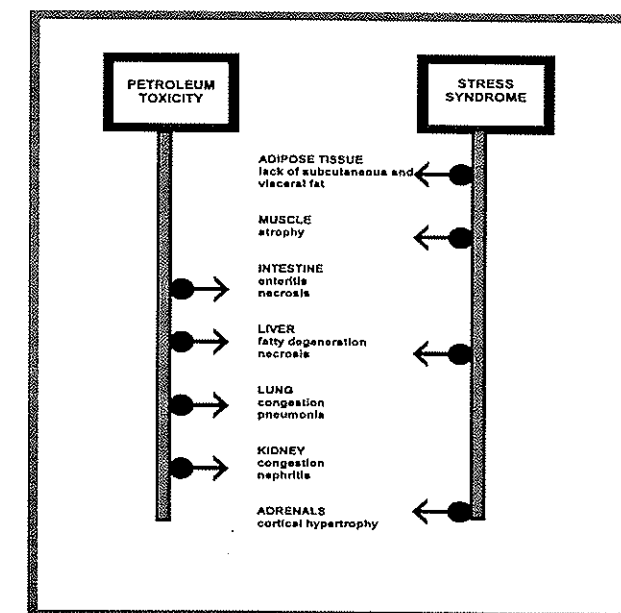 PETROLEUM
TOXICITY
STRESS
SYNDROME
ADIPOSE TISSUE
lack of subcutaneous and
visceral fat
MUSCLE
atrophy
INTESTINE
enteritis
necrosis
LIVER
fatty degeneration
necrosis
LUNG
congestion
pneumonia
KIDNEY
congestion
nephritis
ADRENALS
cortical hypertrophy